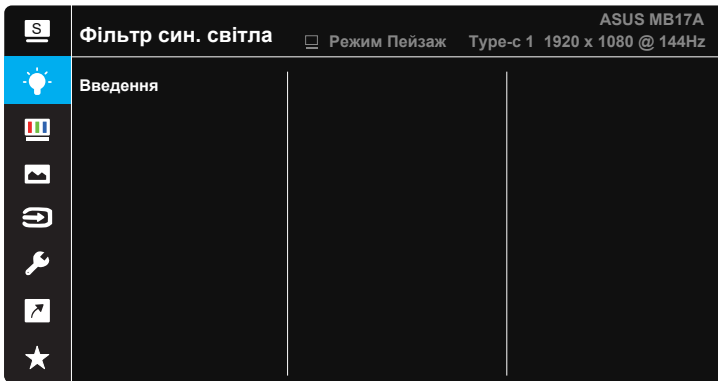 S
ASUS MB17A
Фільтр син. світла
Режим Пейзаж Type-c 1 1920 x 1080 @ 144Hz
Введення